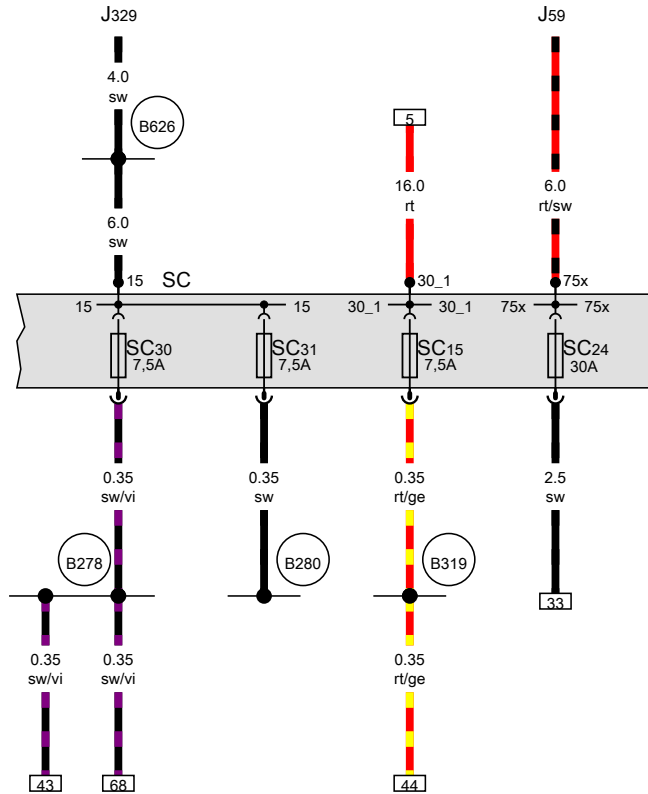 J329
J59
4.0
sw
B626
5
16.0
rt
6.0
rt/sw
6.0
sw
15
SC
30_1
75x
15
15
30_1
30_1
75x
75x
SC30
7,5A
SC31
7,5A
SC15
7,5A
SC24
30A
0.35
sw/vi
0.35
sw
0.35
rt/ge
2.5
sw
B278
B280
B319
33
0.35
sw/vi
0.35
sw/vi
0.35
rt/ge
43
68
44